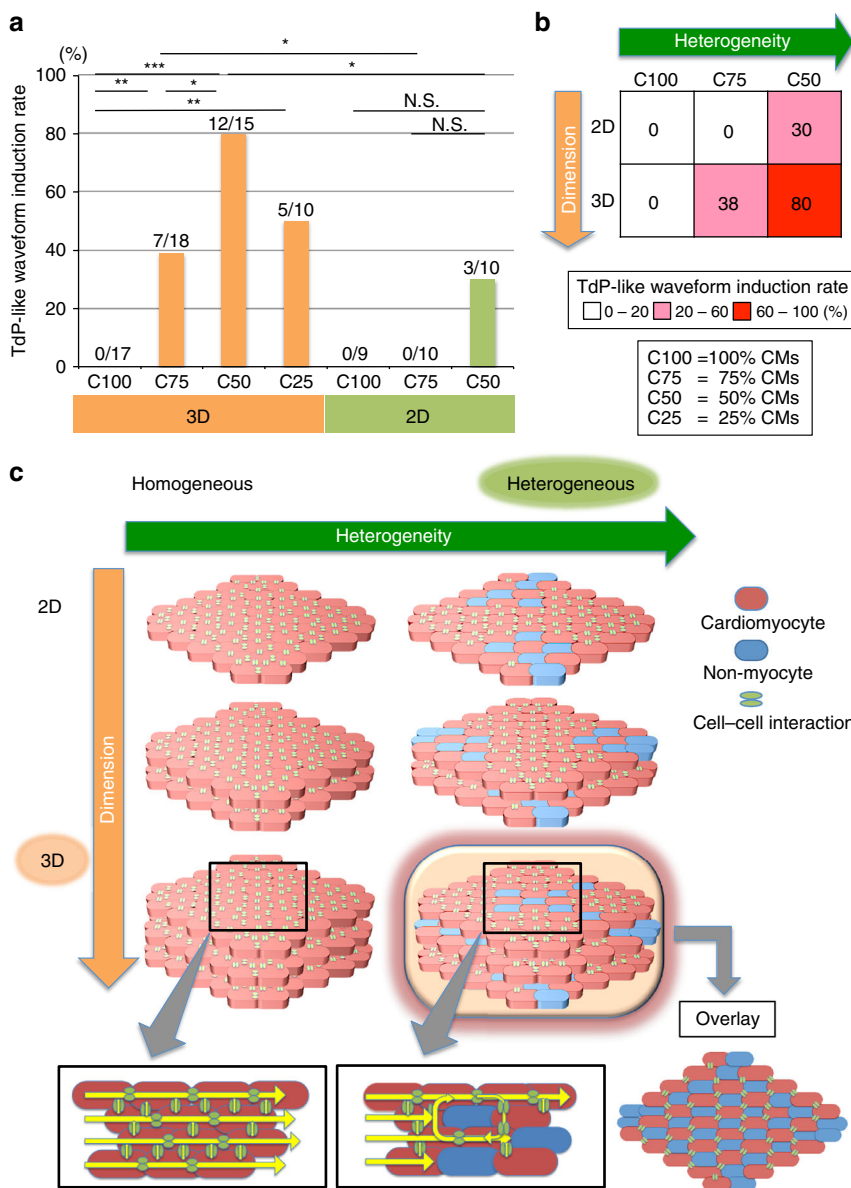 a
(%)
TdP-like waveform induction rate
100
80
60
40
20
0
*
***
*
**
*
**
N.S.
N.S.
0/17
7/18
12/15
5/10
0/9
0/10
3/10
C100 C75 C50 C25 C100 C75 C50
3D 2D
b
Heterogeneity
C100 C75 C50
Dimension
2D 0 0 30
3D 0 38 80
TdP-like waveform induction rate
0 – 20 20 – 60 60 – 100 (%)
C100 =100% CMs
C75 = 75% CMs
C50 = 50% CMs
C25 = 25% CMs
c
Homogeneous Heterogeneous
Heterogeneity
2D
Dimension
3D
Cardiomyocyte
Non-myocyte
Cell–cell interaction
Overlay